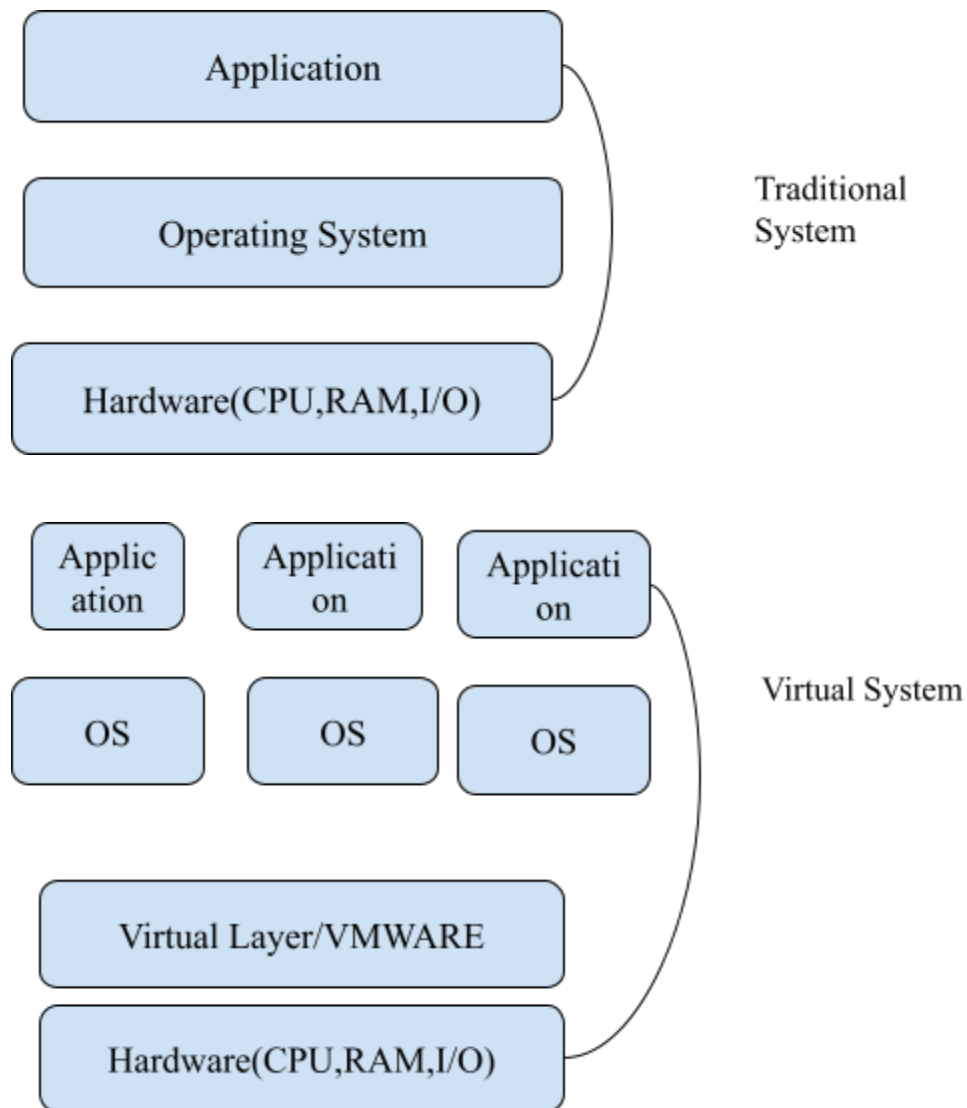 Application
Traditional
System
Operating System
Hardware(CPU,RAM,I/O)
Applic
ation
Applicati
on
Applicati
on
Virtual System
OS
OS
OS
Virtual Layer/VMWARE
Hardware(CPU,RAM,I/O)